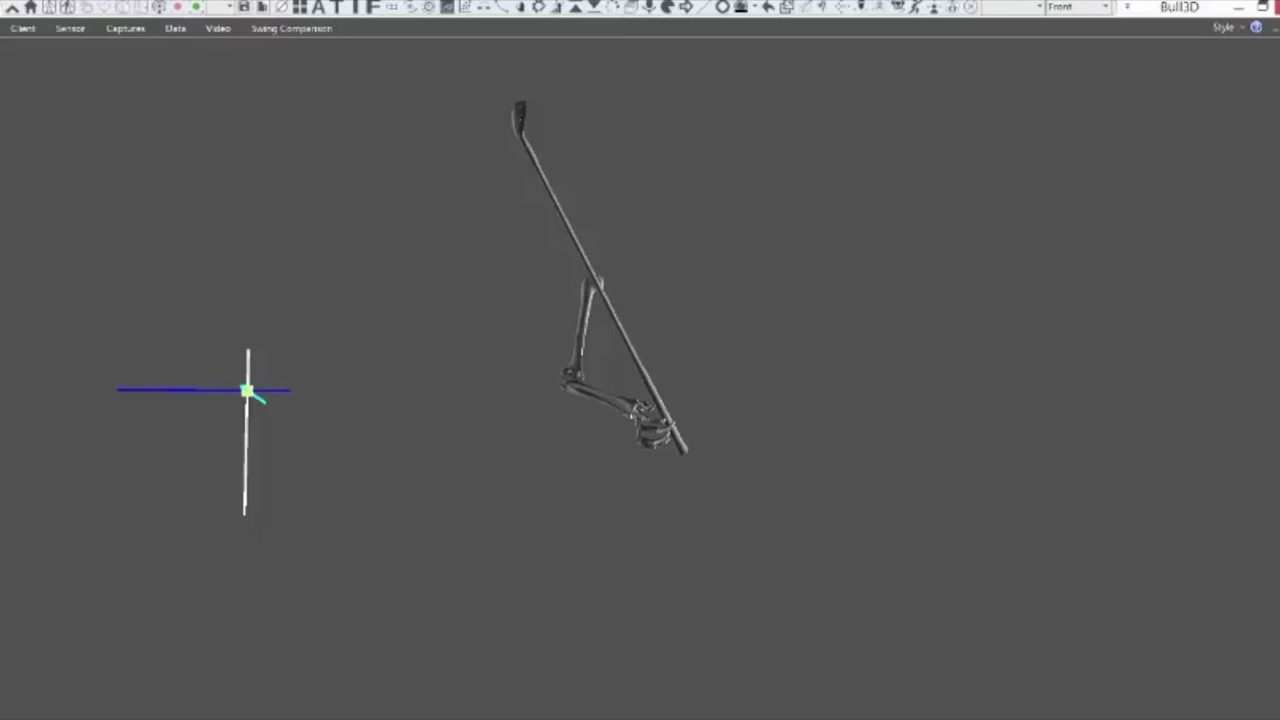 A T I F Front Bull3D
Client Sensor Captures Data Video Swing Comparison Style